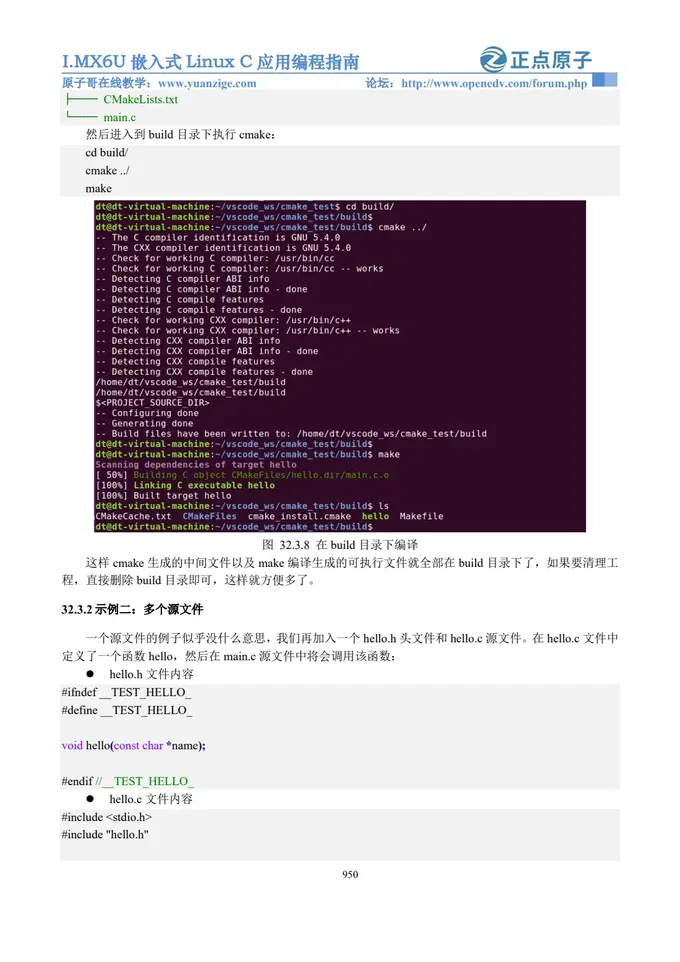 I.MX6U 嵌入式 Linux C 应用编程指南
正点原子
原子哥在线教学：www.yuanzige.com 论坛：http://www.openedv.com/forum.php
├── CMakeLists.txt
└── main.c
然后进入到 build 目录下执行 cmake：
cd build/
cmake ../
make
dt@dt-virtual-machine:~/vscode_ws/cmake_test$ cd build/
dt@dt-virtual-machine:~/vscode_ws/cmake_test/build$
dt@dt-virtual-machine:~/vscode_ws/cmake_test/build$ cmake ../
-- The C compiler identification is GNU 5.4.0
-- The CXX compiler identification is GNU 5.4.0
-- Check for working C compiler: /usr/bin/cc
-- Check for working C compiler: /usr/bin/cc -- works
-- Detecting C compiler ABI info
-- Detecting C compiler ABI info - done
-- Detecting C compile features
-- Detecting C compile features - done
-- Check for working CXX compiler: /usr/bin/c++
-- Check for working CXX compiler: /usr/bin/c++ -- works
-- Detecting CXX compiler ABI info
-- Detecting CXX compiler ABI info - done
-- Detecting CXX compile features
-- Detecting CXX compile features - done
/home/dt/vscode_ws/cmake_test/build
/home/dt/vscode_ws/cmake_test/build
$<PROJECT_SOURCE_DIR>
-- Configuring done
-- Generating done
-- Build files have been written to: /home/dt/vscode_ws/cmake_test/build
dt@dt-virtual-machine:~/vscode_ws/cmake_test/build$
dt@dt-virtual-machine:~/vscode_ws/cmake_test/build$ make
Scanning dependencies of target hello
[ 50%] Building C object CMakeFiles/hello.dir/main.c.o
[100%] Linking C executable hello
[100%] Built target hello
dt@dt-virtual-machine:~/vscode_ws/cmake_test/build$ ls
CMakeCache.txt CMakeFiles cmake_install.cmake hello Makefile
dt@dt-virtual-machine:~/vscode_ws/cmake_test/build$
图 32.3.8 在 build 目录下编译
这样 cmake 生成的中间文件以及 make 编译生成的可执行文件就全部在 build 目录下了，如果要清理工
程，直接删除 build 目录即可，这样就方便多了。
32.3.2 示例二：多个源文件
一个源文件的例子似乎没什么意思，我们再加入一个 hello.h 头文件和 hello.c 源文件。在 hello.c 文件中
定义了一个函数 hello，然后在 main.c 源文件中将会调用该函数：
● hello.h 文件内容
#ifndef __TEST_HELLO_
#define __TEST_HELLO_
void hello(const char *name);
#endif //__TEST_HELLO_
● hello.c 文件内容
#include <stdio.h>
#include "hello.h"
950